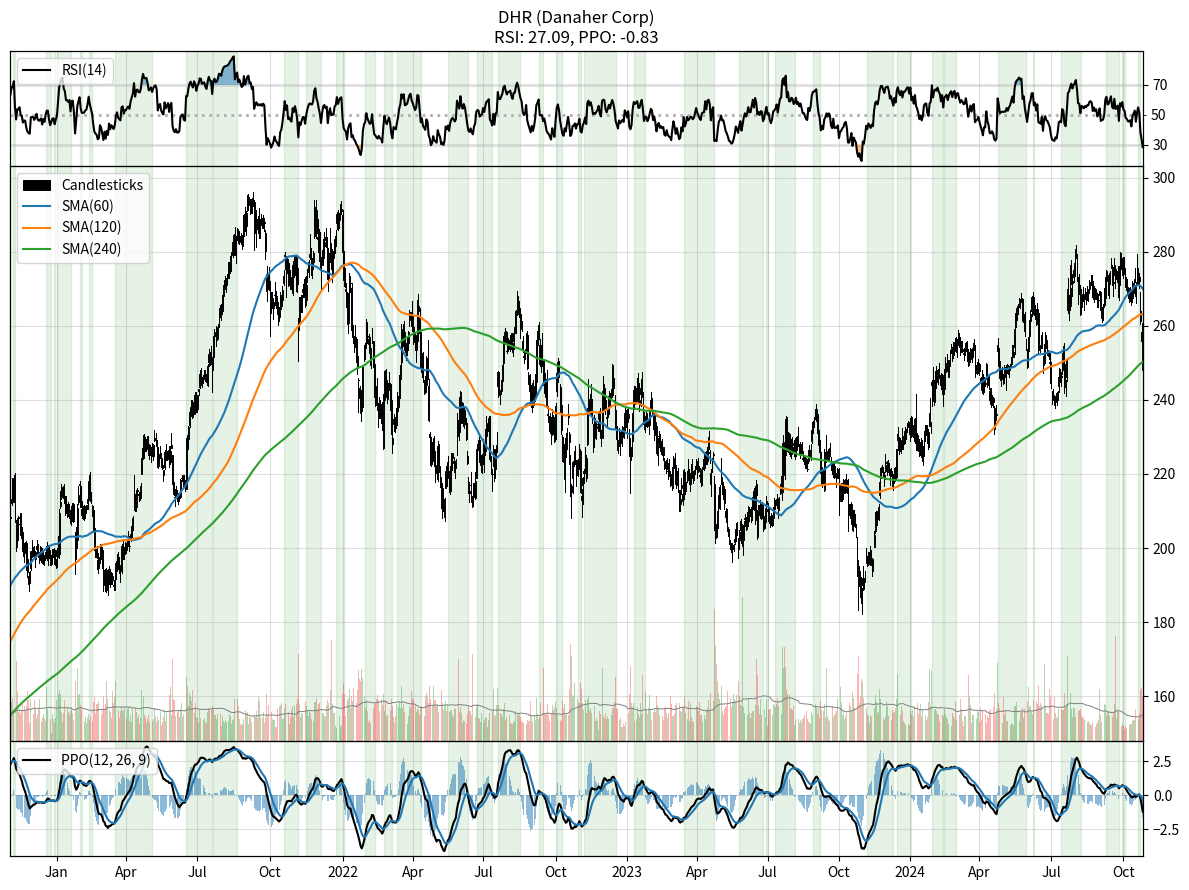 DHR (Danaher Corp)
RSI: 27.09, PPO: -0.83
RSI(14)
70
50
30
Candlesticks
SMA(60)
SMA(120)
SMA(240)
300
280
260
240
220
200
180
160
PPO(12, 26, 9)
2.5
0.0
−2.5
Jan Apr Jul Oct 2022 Apr Jul Oct 2023 Apr Jul Oct 2024 Apr Jul Oct